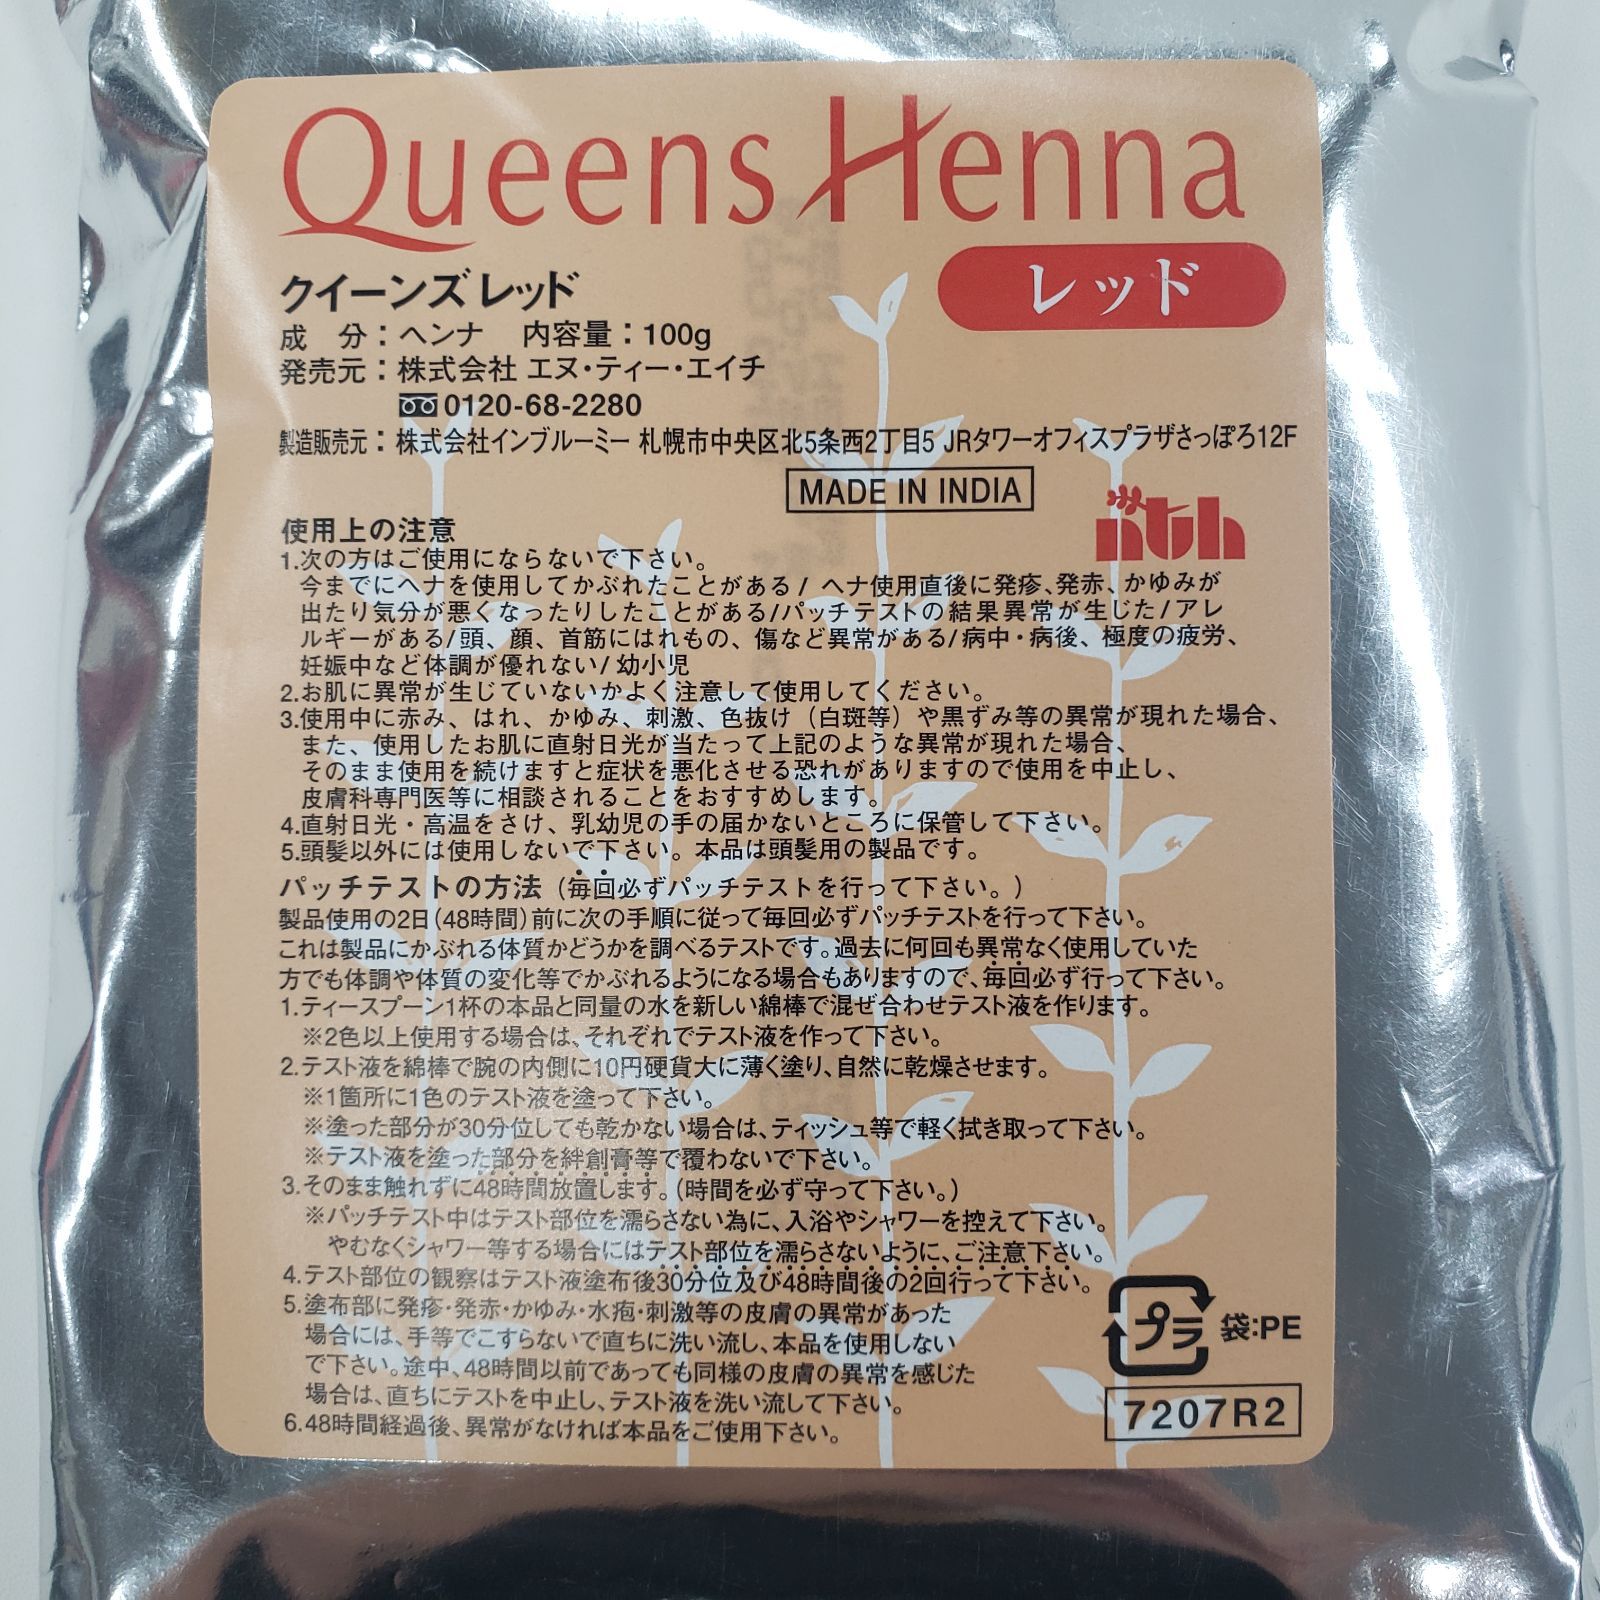 Queens Henna
レッド
クイーンズ レッド
成 分：ヘンナ 内容量：100g
発売元：株式会社 エヌ・ティー・エイチ
0120-68-2280
製造販売元：株式会社インブルーミー 札幌市中央区北5条西2丁目5 JRタワーオフィスプラザさっぽろ12F
MADE IN INDIA
nth
使用上の注意
1.次の方はご使用にならないで下さい。
今までにヘナを使用してかぶれたことがある/ ヘナ使用直後に発疹、発赤、かゆみが
出たり気分が悪くなったりしたことがある/パッチテストの結果異常が生じた/アレ
ルギーがある/頭、顔、首筋にはれもの、傷など異常がある/病中・病後、極度の疲労、
妊娠中など体調が優れない/幼小児
2.お肌に異常が生じていないかよく注意して使用してください。
3.使用中に赤み、はれ、かゆみ、刺激、色抜け（白斑等）や黒ずみ等の異常が現れた場合、
また、使用したお肌に直射日光が当たって上記のような異常が現れた場合、
そのまま使用を続けますと症状を悪化させる恐れがありますので使用を中止し、
皮膚科専門医等に相談されることをおすすめします。
4.直射日光・高温をさけ、乳幼児の手の届かないところに保管して下さい。
5.頭髪以外には使用しないで下さい。本品は頭髪用の製品です。
パッチテストの方法（毎回必ずパッチテストを行って下さい。）
製品使用の2日（48時間）前に次の手順に従って毎回必ずパッチテストを行って下さい。
これは製品にかぶれる体質かどうかを調べるテストです。過去に何回も異常なく使用していた
方でも体調や体質の変化等でかぶれるようになる場合もありますので、毎回必ず行って下さい。
1.ティースプーン1杯の本品と同量の水を新しい綿棒で混ぜ合わせテスト液を作ります。
※2色以上使用する場合は、それぞれでテスト液を作って下さい。
2.テスト液を綿棒で腕の内側に10円硬貨大に薄く塗り、自然に乾燥させます。
※1箇所に1色のテスト液を塗って下さい。
※塗った部分が30分位しても乾かない場合は、ティッシュ等で軽く拭き取って下さい。
※テスト液を塗った部分を絆創膏等で覆わないで下さい。
3.そのまま触れずに48時間放置します。（時間を必ず守って下さい。）
※パッチテスト中はテスト部位を濡らさない為に、入浴やシャワーを控えて下さい。
やむなくシャワー等する場合にはテスト部位を濡らさないように、ご注意下さい。
4.テスト部位の観察はテスト液塗布後30分位及び48時間後の2回行って下さい。
5.塗布部に発疹・発赤・かゆみ・水疱・刺激等の皮膚の異常があった
場合には、手等でこすらないで直ちに洗い流し、本品を使用しない
で下さい。途中、48時間以前であっても同様の皮膚の異常を感じた
場合は、直ちにテストを中止し、テスト液を洗い流して下さい。
6.48時間経過後、異常がなければ本品をご使用下さい。
プラ 袋:PE
7207R2